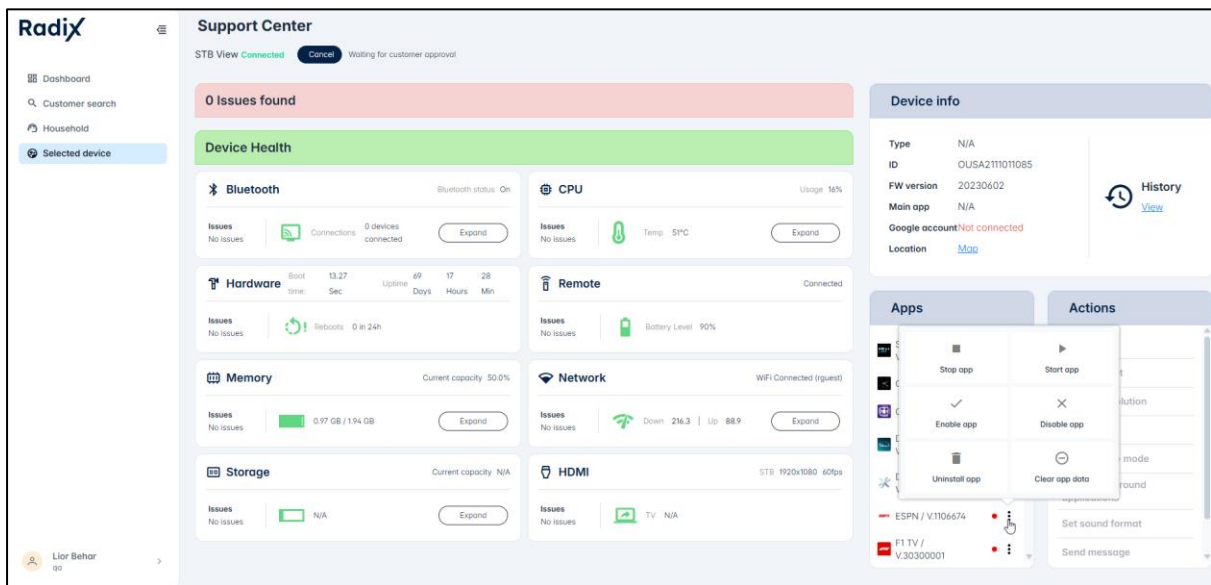 Radix
Dashboard
Customer search
Household
Selected device
Lior Behar
qa
Support Center
STB View Connected Cancel Waiting for customer approval
0 Issues found
Device Health
Bluetooth Bluetooth status On
Issues
No issues
Connections 0 devices connected
Expand
CPU Usage 16%
Issues
No issues
Temp 51°C
Expand
Hardware Boot time: 13.27 Sec Uptime 69 Days 17 Hours 28 Min
Issues
No issues
Reboots 0 in 24h
Remote Connected
Issues
No issues
Battery Level 90%
Memory Current capacity 50.0%
Issues
No issues
0.97 GB / 1.94 GB
Expand
Network WiFi Connected (rguest)
Issues
No issues
Down 216.3 | Up 88.9
Expand
Storage Current capacity N/A
Issues
No issues
N/A
Expand
HDMI STB 1920x1080 60fps
Issues
No issues
TV N/A
Device info
Type N/A
ID OUSA2111011085
FW version 20230602
Main app N/A
Google account Not connected
Location Map
History
View
Apps
Stop app
Start app
Enable app
Disable app
Uninstall app
Clear app data
ESPN / V.1106674
F1 TV /
V.30300001
Actions
mode
Set sound format
Send message